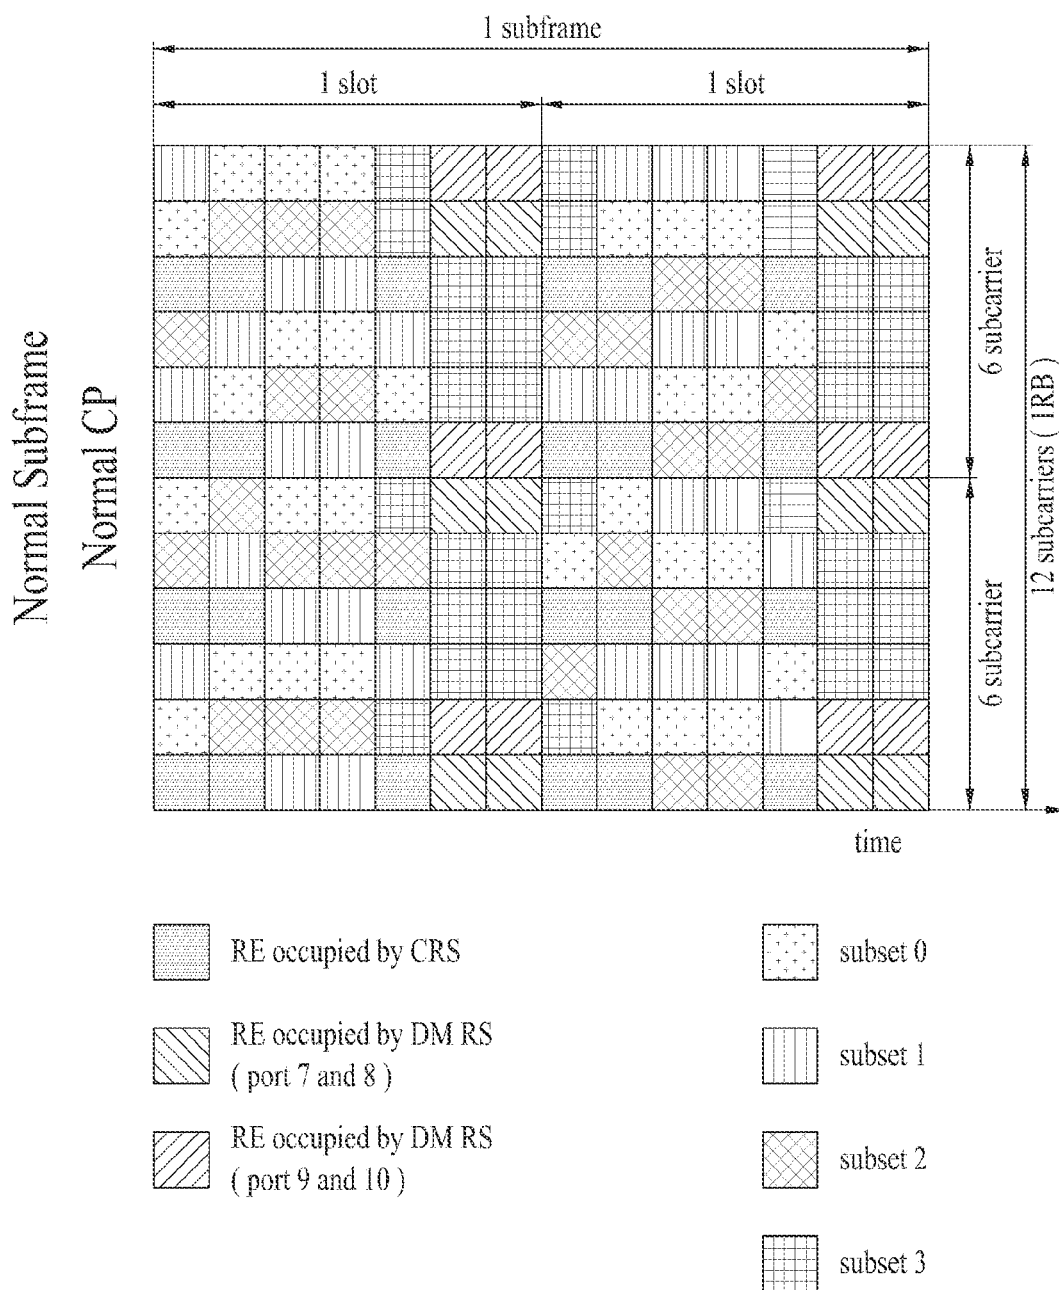 1 subframe
1 slot
1 slot
Normal Subframe
Normal CP
6 subcarrier
6 subcarrier
12 subcarriers ( 1RB )
time
RE occupied by CRS
RE occupied by DM RS
( port 7 and 8 )
RE occupied by DM RS
( port 9 and 10 )
subset 0
subset 1
subset 2
subset 3